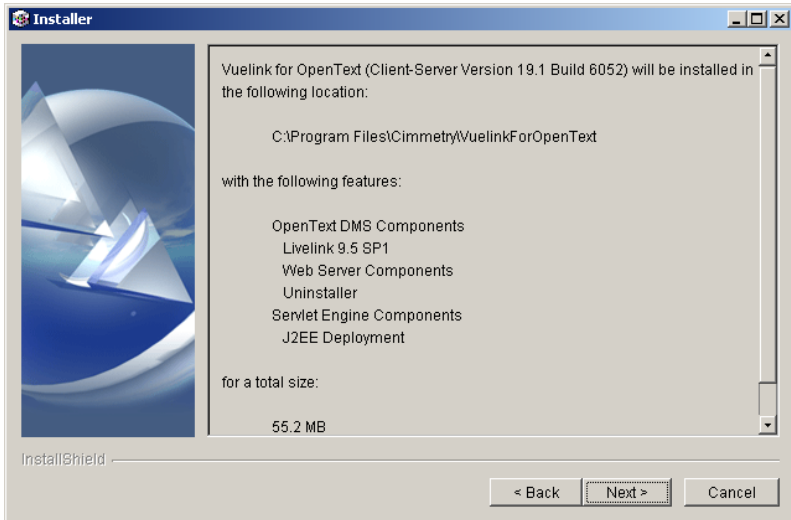 Installer
Vuelink for OpenText (Client-Server Version 19.1 Build 6052) will be installed in
the following location:
C:\Program Files\Cimmetry\VuelinkForOpenText
with the following features:
OpenText DMS Components
Livelink 9.5 SP1
Web Server Components
Uninstaller
Servlet Engine Components
J2EE Deployment
for a total size:
55.2 MB
InstallShield
< Back
Next >
Cancel